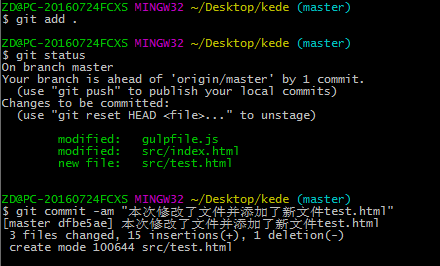 ZD@PC-20160724FCXS MINGW32 ~/Desktop/kede (master)
$ git add .
ZD@PC-20160724FCXS MINGW32 ~/Desktop/kede (master)
$ git status
On branch master
Your branch is ahead of 'origin/master' by 1 commit.
  (use "git push" to publish your local commits)
Changes to be committed:
  (use "git reset HEAD <file>..." to unstage)
        modified:   gulpfile.js
        modified:   src/index.html
        new file:   src/test.html
ZD@PC-20160724FCXS MINGW32 ~/Desktop/kede (master)
$ git commit -am "本次修改了文件并添加了新文件test.html"
[master dfbe5ae] 本次修改了文件并添加了新文件test.html
 3 files changed, 15 insertions(+), 1 deletion(-)
 create mode 100644 src/test.html